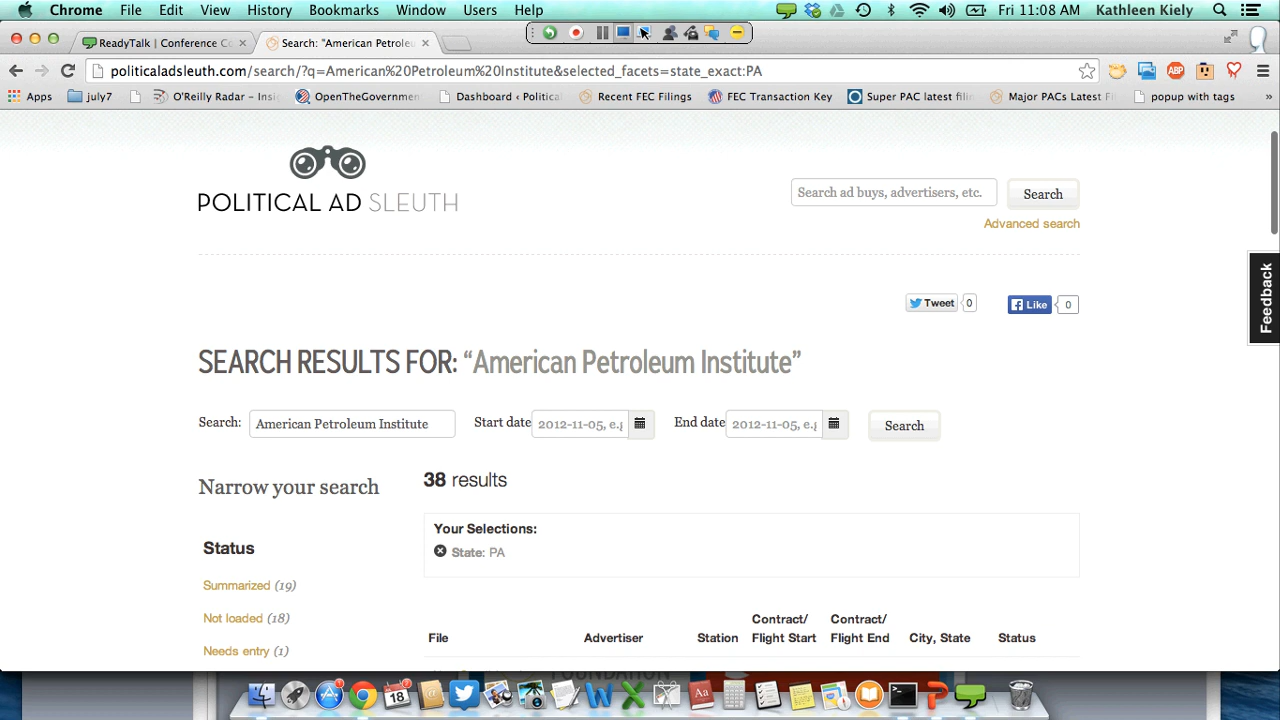 Chrome File Edit View History Bookmarks Window Users Help Fri 11:08 AM Kathleen Kiely
ReadyTalk | Conference Co Search: "American Petroleu
politicaladsleuth.com/search/?q=American%20Petroleum%20Institute&selected_facets=state_exact:PA
Apps july7 O'Reilly Radar - Insi OpenTheGovernmen Dashboard ‹ Political Recent FEC Filings FEC Transaction Key Super PAC latest filin Major PACs Latest F popup with tags »
POLITICAL AD SLEUTH
Search ad buys, advertisers, etc. Search
Advanced search
Feedback
Tweet 0 Like 0
SEARCH RESULTS FOR: “American Petroleum Institute”
Search: American Petroleum Institute Start date 2012-11-05, e.g End date 2012-11-05, e.g Search
Narrow your search
38 results
Your Selections:
State: PA
Status
Summarized (19)
Not loaded (18)
Needs entry (1)
File Advertiser Station Contract/ Flight Start Contract/ Flight End City, State Status
FOUNDATION
18